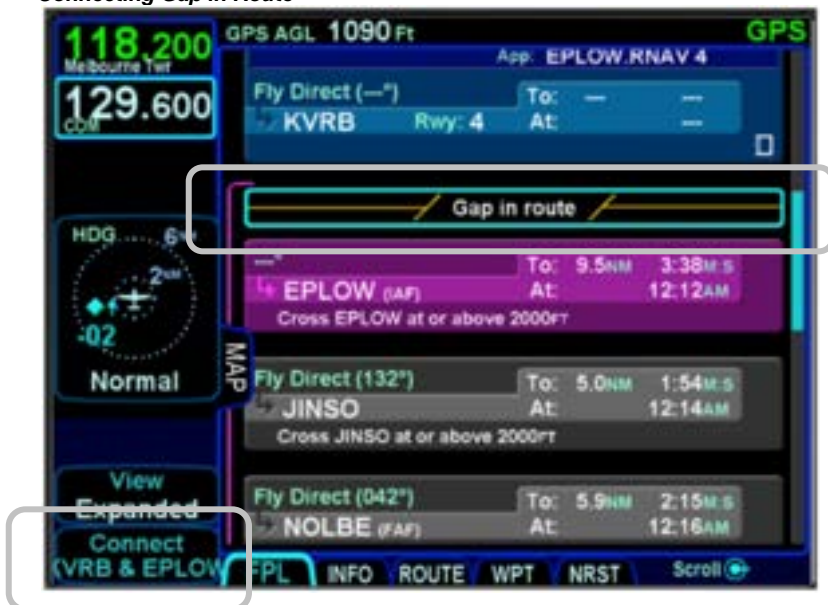 Connecting Gap in Route
118.200
Melbourne Twr
129.600
COM
GPS AGL 1090 FT
GPS
App: EPLOW.RNAV 4
Fly Direct (—°)
To: — ---
KVRB Rwy: 4 At: ---
Gap in route
HDG
6NM
2NM
-02
Normal
MAP
—°
To: 9.5NM 3:38M:S
EPLOW (IAF) At: 12:12AM
Cross EPLOW at or above 2000FT
Fly Direct (132°)
To: 5.0NM 1:54M:S
JINSO At: 12:14AM
Cross JINSO at or above 2000FT
View
Expanded
Fly Direct (042°)
To: 5.9NM 2:15M:S
NOLBE (FAF) At: 12:16AM
Connect
KVRB & EPLOW
FPL INFO ROUTE WPT NRST Scroll